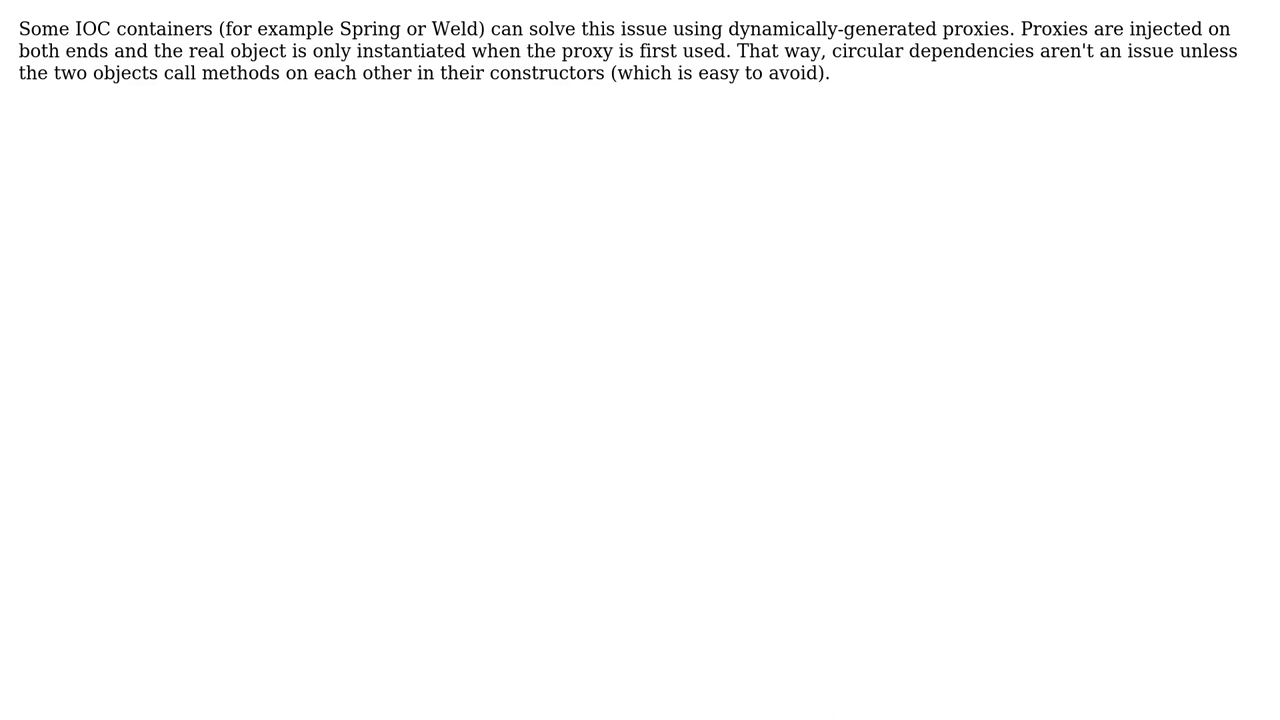 Some IOC containers (for example Spring or Weld) can solve this issue using dynamically-generated proxies. Proxies are injected on
both ends and the real object is only instantiated when the proxy is first used. That way, circular dependencies aren't an issue unless
the two objects call methods on each other in their constructors (which is easy to avoid).